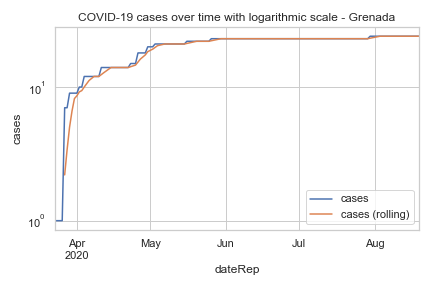 COVID-19 cases over time with logarithmic scale - Grenada
cases
10¹
10⁰
Apr
2020
May
Jun
Jul
Aug
dateRep
cases
cases (rolling)